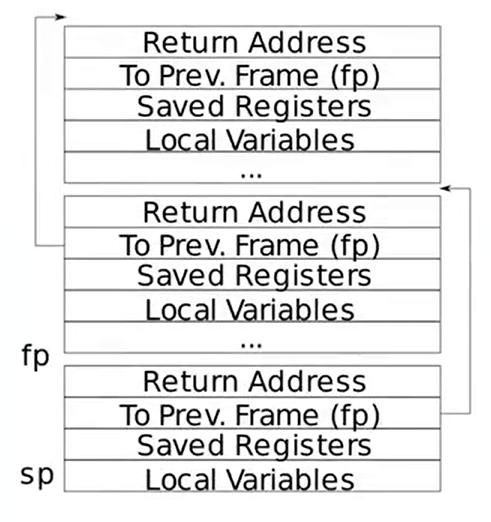 Return Address
To Prev. Frame (fp)
Saved Registers
Local Variables
...
Return Address
To Prev. Frame (fp)
Saved Registers
Local Variables
...
fp
Return Address
To Prev. Frame (fp)
Saved Registers
sp
Local Variables